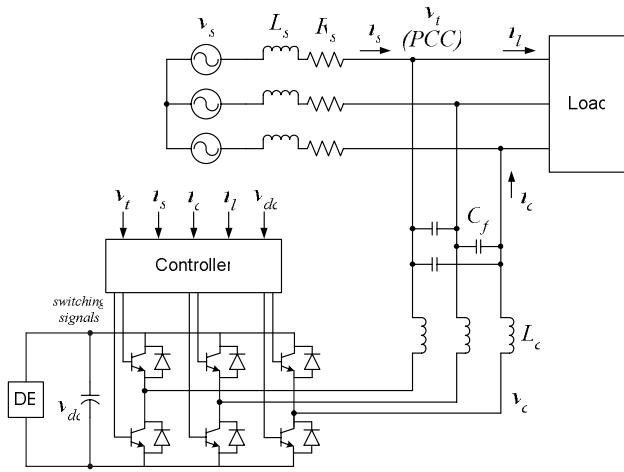 v_s
L_s
R_s
i_s
v_t
(PCC)
i_l
Load
i_c
C_f
v_t
i_s
i_c
i_l
v_dc
Controller
switching
signals
L_c
DE
v_dc
v_c